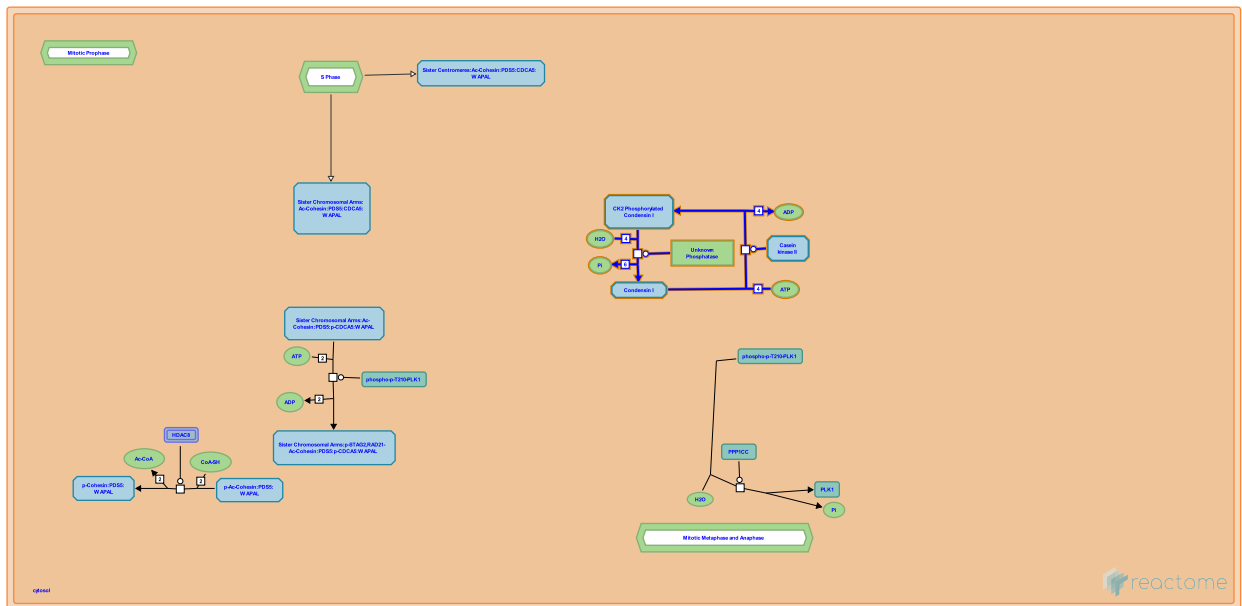 Mitotic Prophase
S Phase
Sister Centromeres:Ac-Cohesin:PDS5:CDCA5:
WAPAL
Sister Chromosomal Arms:
Ac-Cohesin:PDS5:CDCA5:
WAPAL
CK2 Phosphorylated
Condensin I
4
ADP
H2O
4
Unknown
Phosphatase
Casein
kinase II
Pi
6
Condensin I
4
ATP
Sister Chromosomal Arms:Ac-
Cohesin:PDS5:p-CDCA5:WAPAL
ATP
2
phospho-p-T210-PLK1
phospho-p-T210-PLK1
ADP
2
HDAC8
Sister Chromosomal Arms:p-STAG2,RAD21-
Ac-Cohesin:PDS5:p-CDCA5:WAPAL
Ac-CoA
CoA-SH
2
2
p-Cohesin:PDS5:
WAPAL
p-Ac-Cohesin:PDS5:
WAPAL
PPP1CC
H2O
PLK1
Pi
Mitotic Metaphase and Anaphase
cytosol
reactome